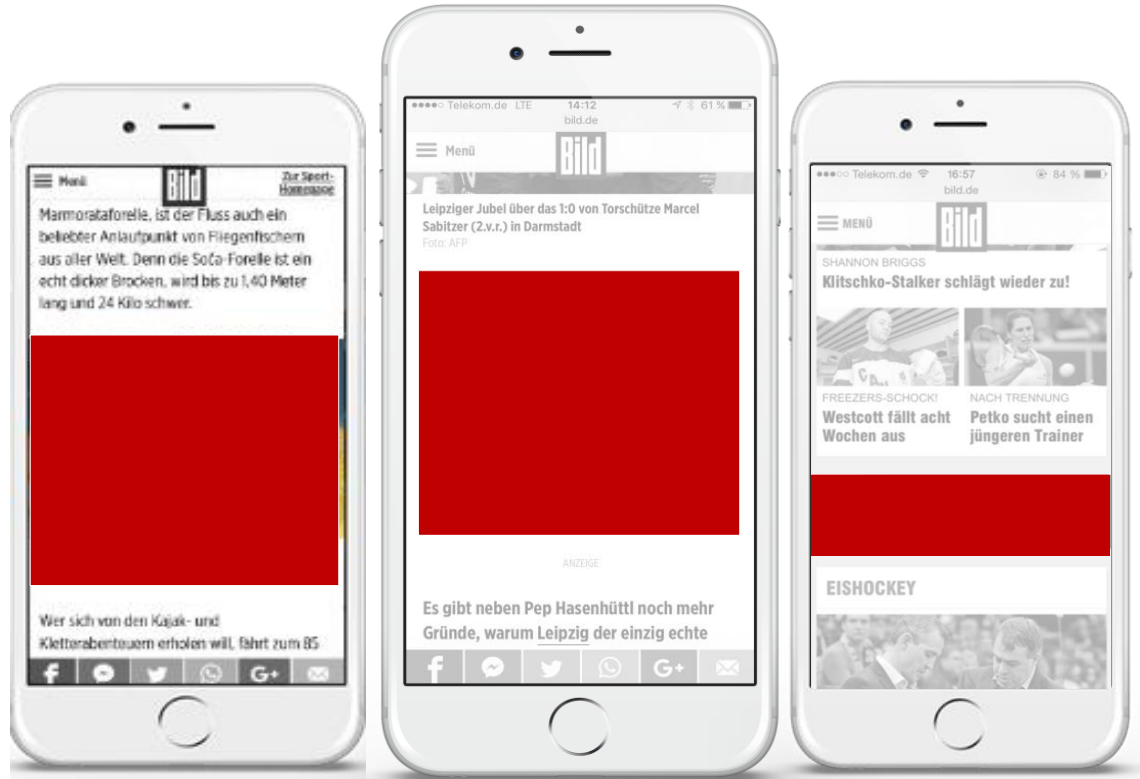 Menü
Bild
Zur Sport-
Homepage
Marmorataforelle, ist der Fluss auch ein
beliebter Anlaufpunkt von Fliegenfischern
aus aller Welt. Denn die Soča-Forelle ist ein
echt dicker Brocken, wird bis zu 1,40 Meter
lang und 24 Kilo schwer.
Wer sich von den Kajak- und
Kletterabenteuern erholen will, fährt zum 85
f
G+
Telekom.de LTE 14:12 61 %
bild.de
Menü
Bild
Leipziger Jubel über das 1:0 von Torschütze Marcel
Sabitzer (2.v.r.) in Darmstadt
Foto: AFP
ANZEIGE
Es gibt neben Pep Hasenhüttl noch mehr
Gründe, warum Leipzig der einzig echte
f
G+
Telekom.de 16:57 84 %
bild.de
MENÜ
Bild
SHANNON BRIGGS
Klitschko-Stalker schlägt wieder zu!
FREEZERS-SCHOCK!
Westcott fällt acht
Wochen aus
NACH TRENNUNG
Petko sucht einen
jüngeren Trainer
EISHOCKEY